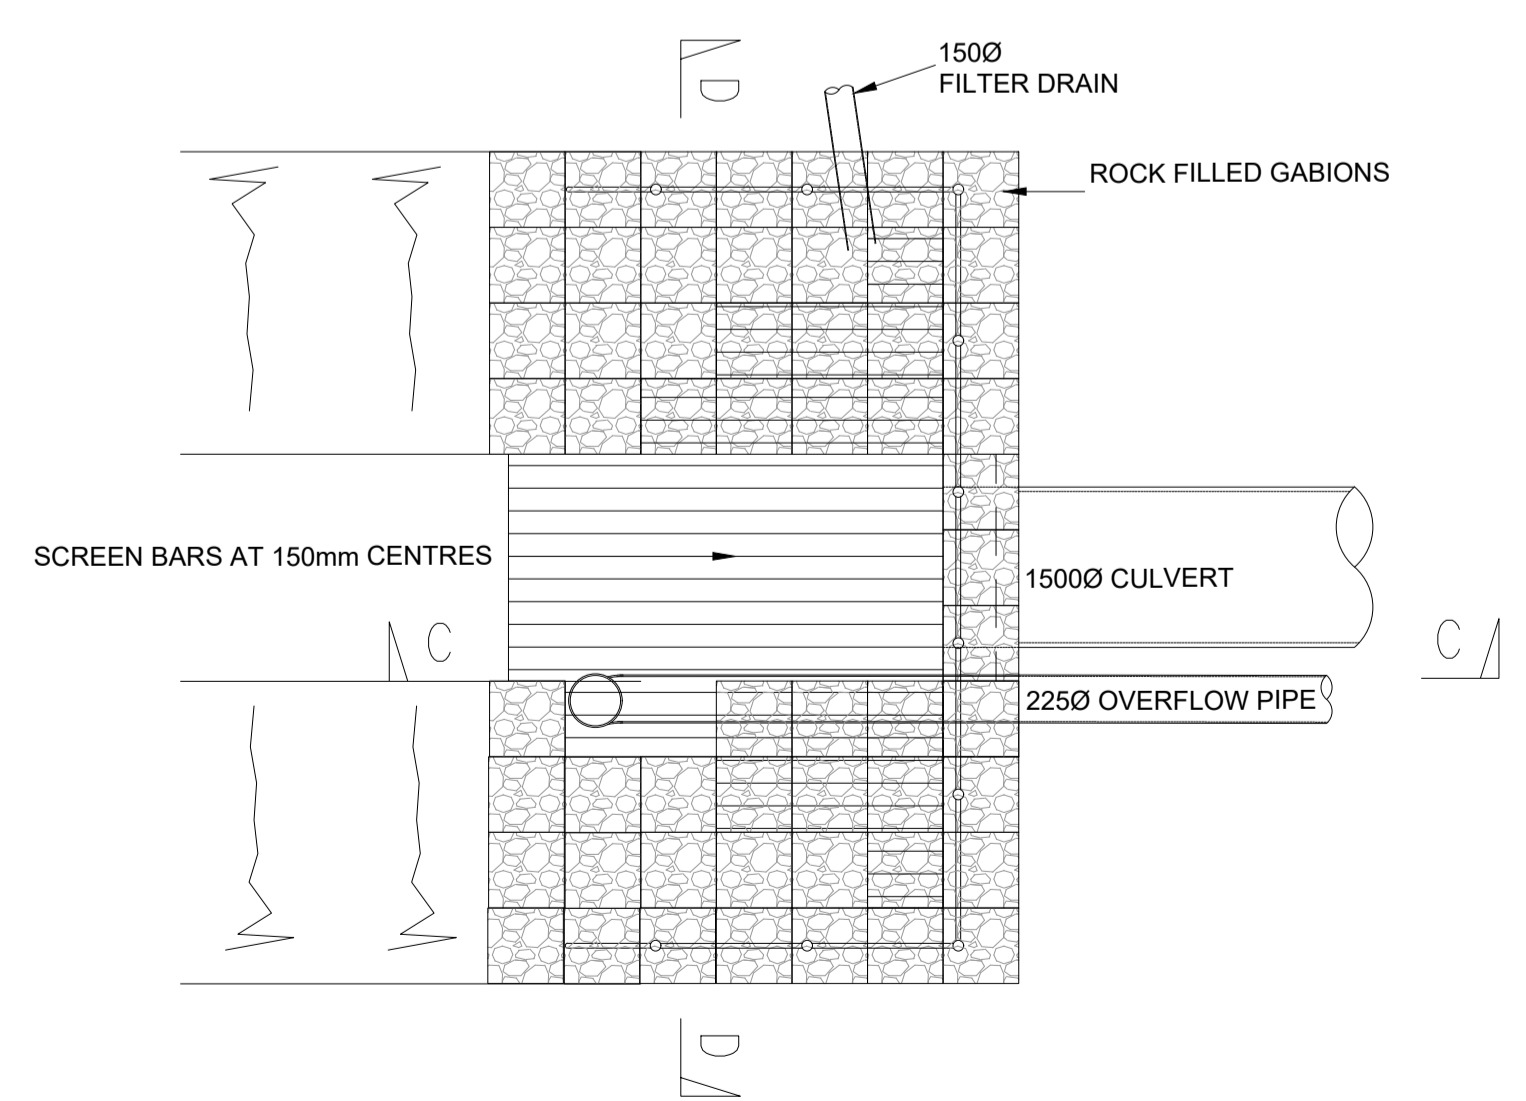 150Ø
FILTER DRAIN
D
ROCK FILLED GABIONS
SCREEN BARS AT 150mm CENTRES
1500Ø CULVERT
C
C
225Ø OVERFLOW PIPE
D